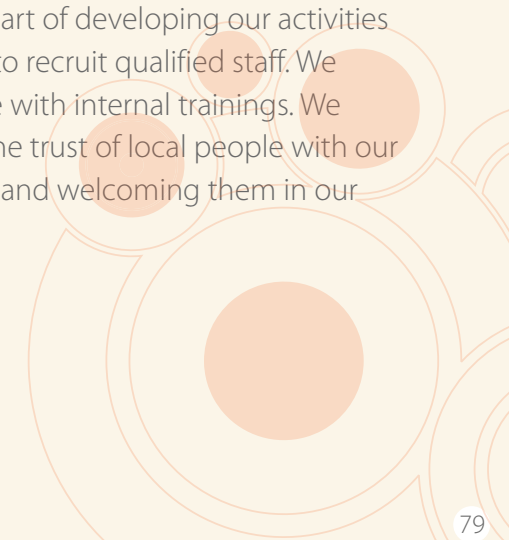 art of developing our activities
to recruit qualified staff. We
with internal trainings. We
trust of local people with our
and welcoming them in our
79